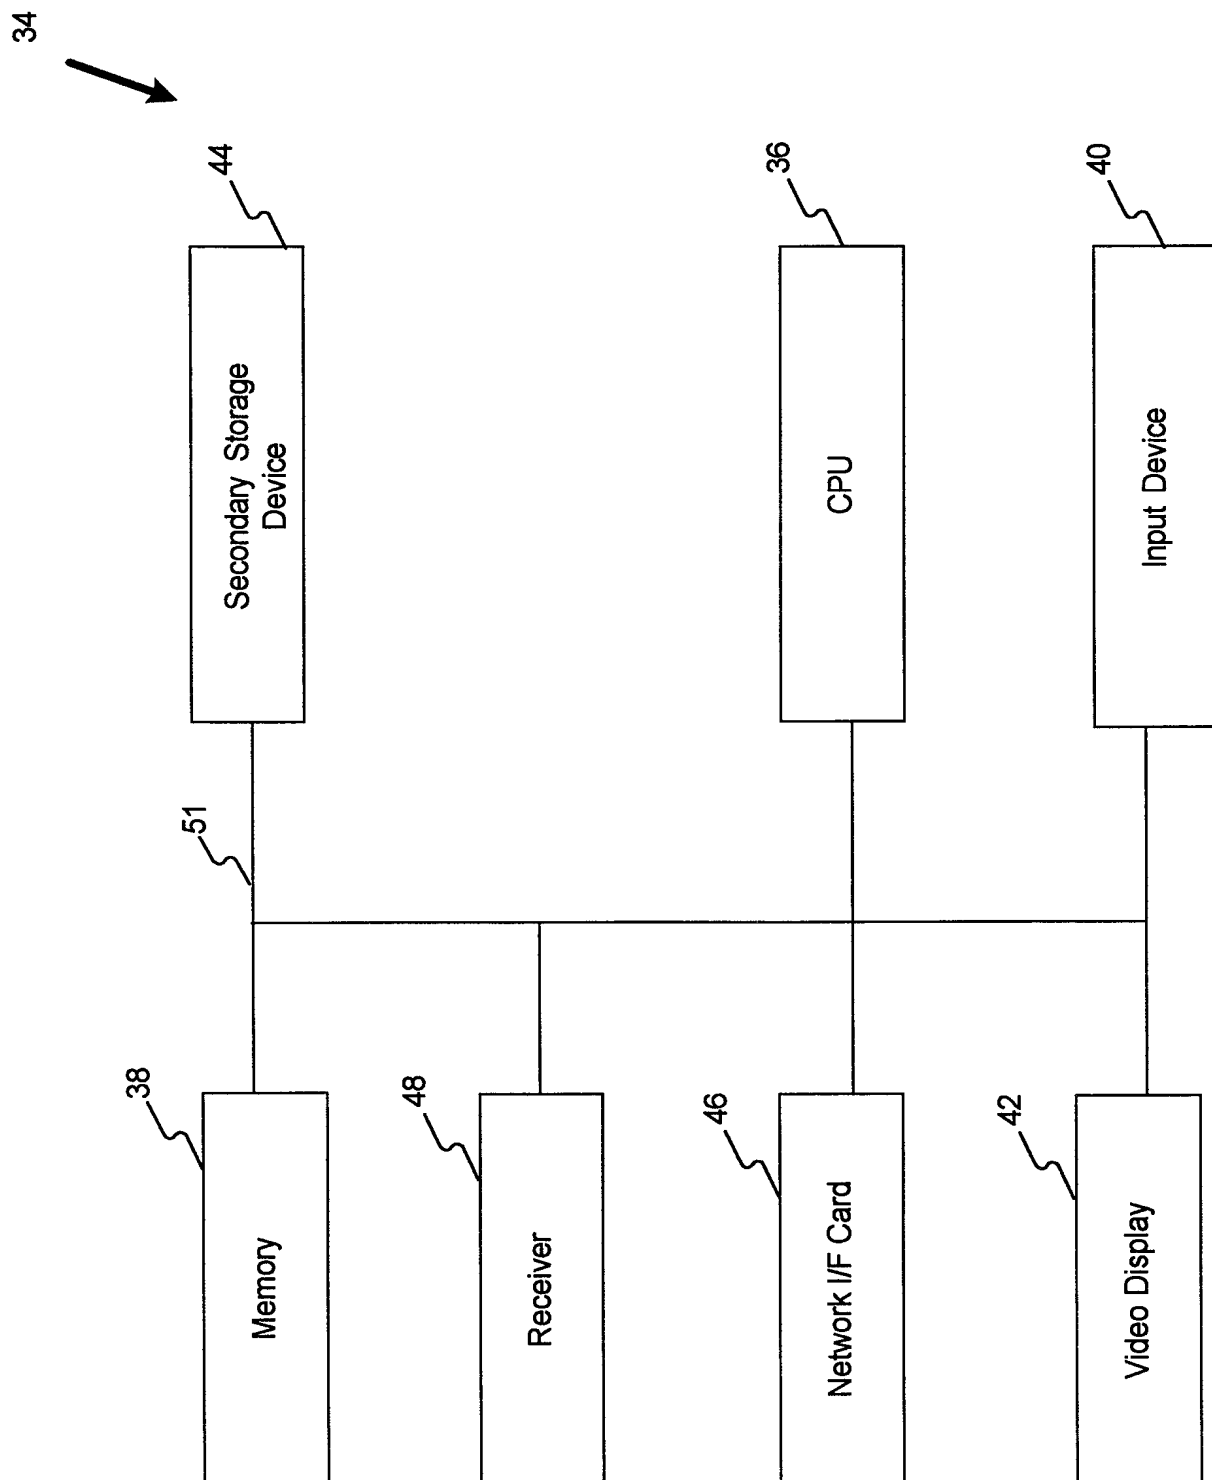 34
38
Memory
51
44
Secondary Storage
Device
48
Receiver
46
Network I/F Card
36
CPU
42
Video Display
40
Input Device